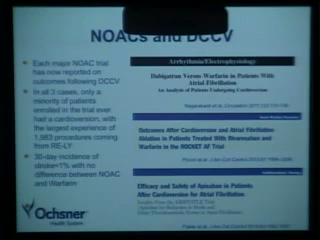 NOACs and DCCV
Each major NOAC trial
has now reported on
outcomes following DCCV
In all 3 cases, only a
minority of patients
enrolled in the trial ever
had a cardioversion, with
the largest experience of
1,983 procedures coming
from RE-LY
30-day incidence of
stroke<1% with no
difference between NOAC
and Warfarin
Ochsner
Health System
Arrhythmia/Electrophysiology
Dabigatran Versus Warfarin in Patients With
Atrial Fibrillation
An Analysis of Patients Undergoing Cardioversion
Outcomes After Cardioversion and Atrial Fibrillation
Ablation in Patients Treated With Rivaroxaban and
Warfarin in the ROCKET AF Trial
Efficacy and Safety of Apixaban in Patients
After Cardioversion for Atrial Fibrillation